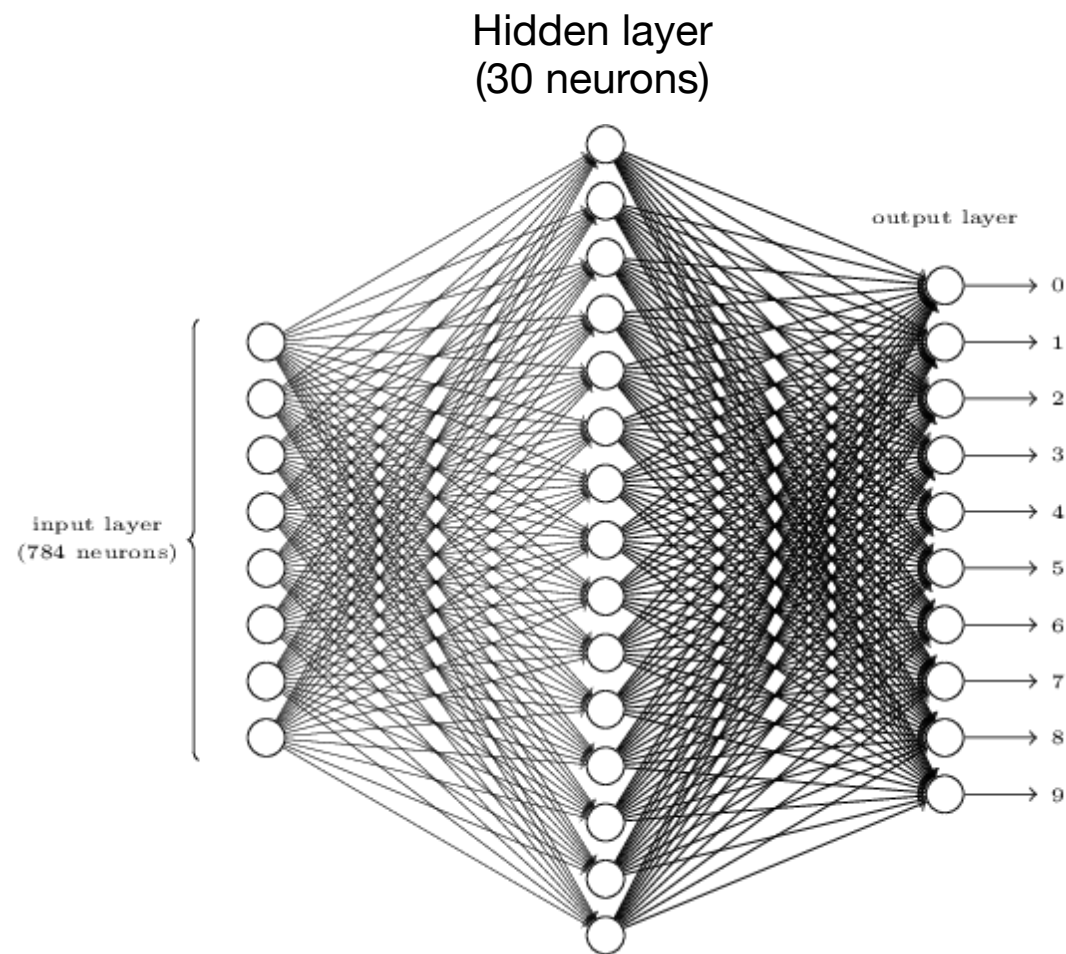 Hidden layer
(30 neurons)
output layer
input layer
(784 neurons)
0
1
2
3
4
5
6
7
8
9